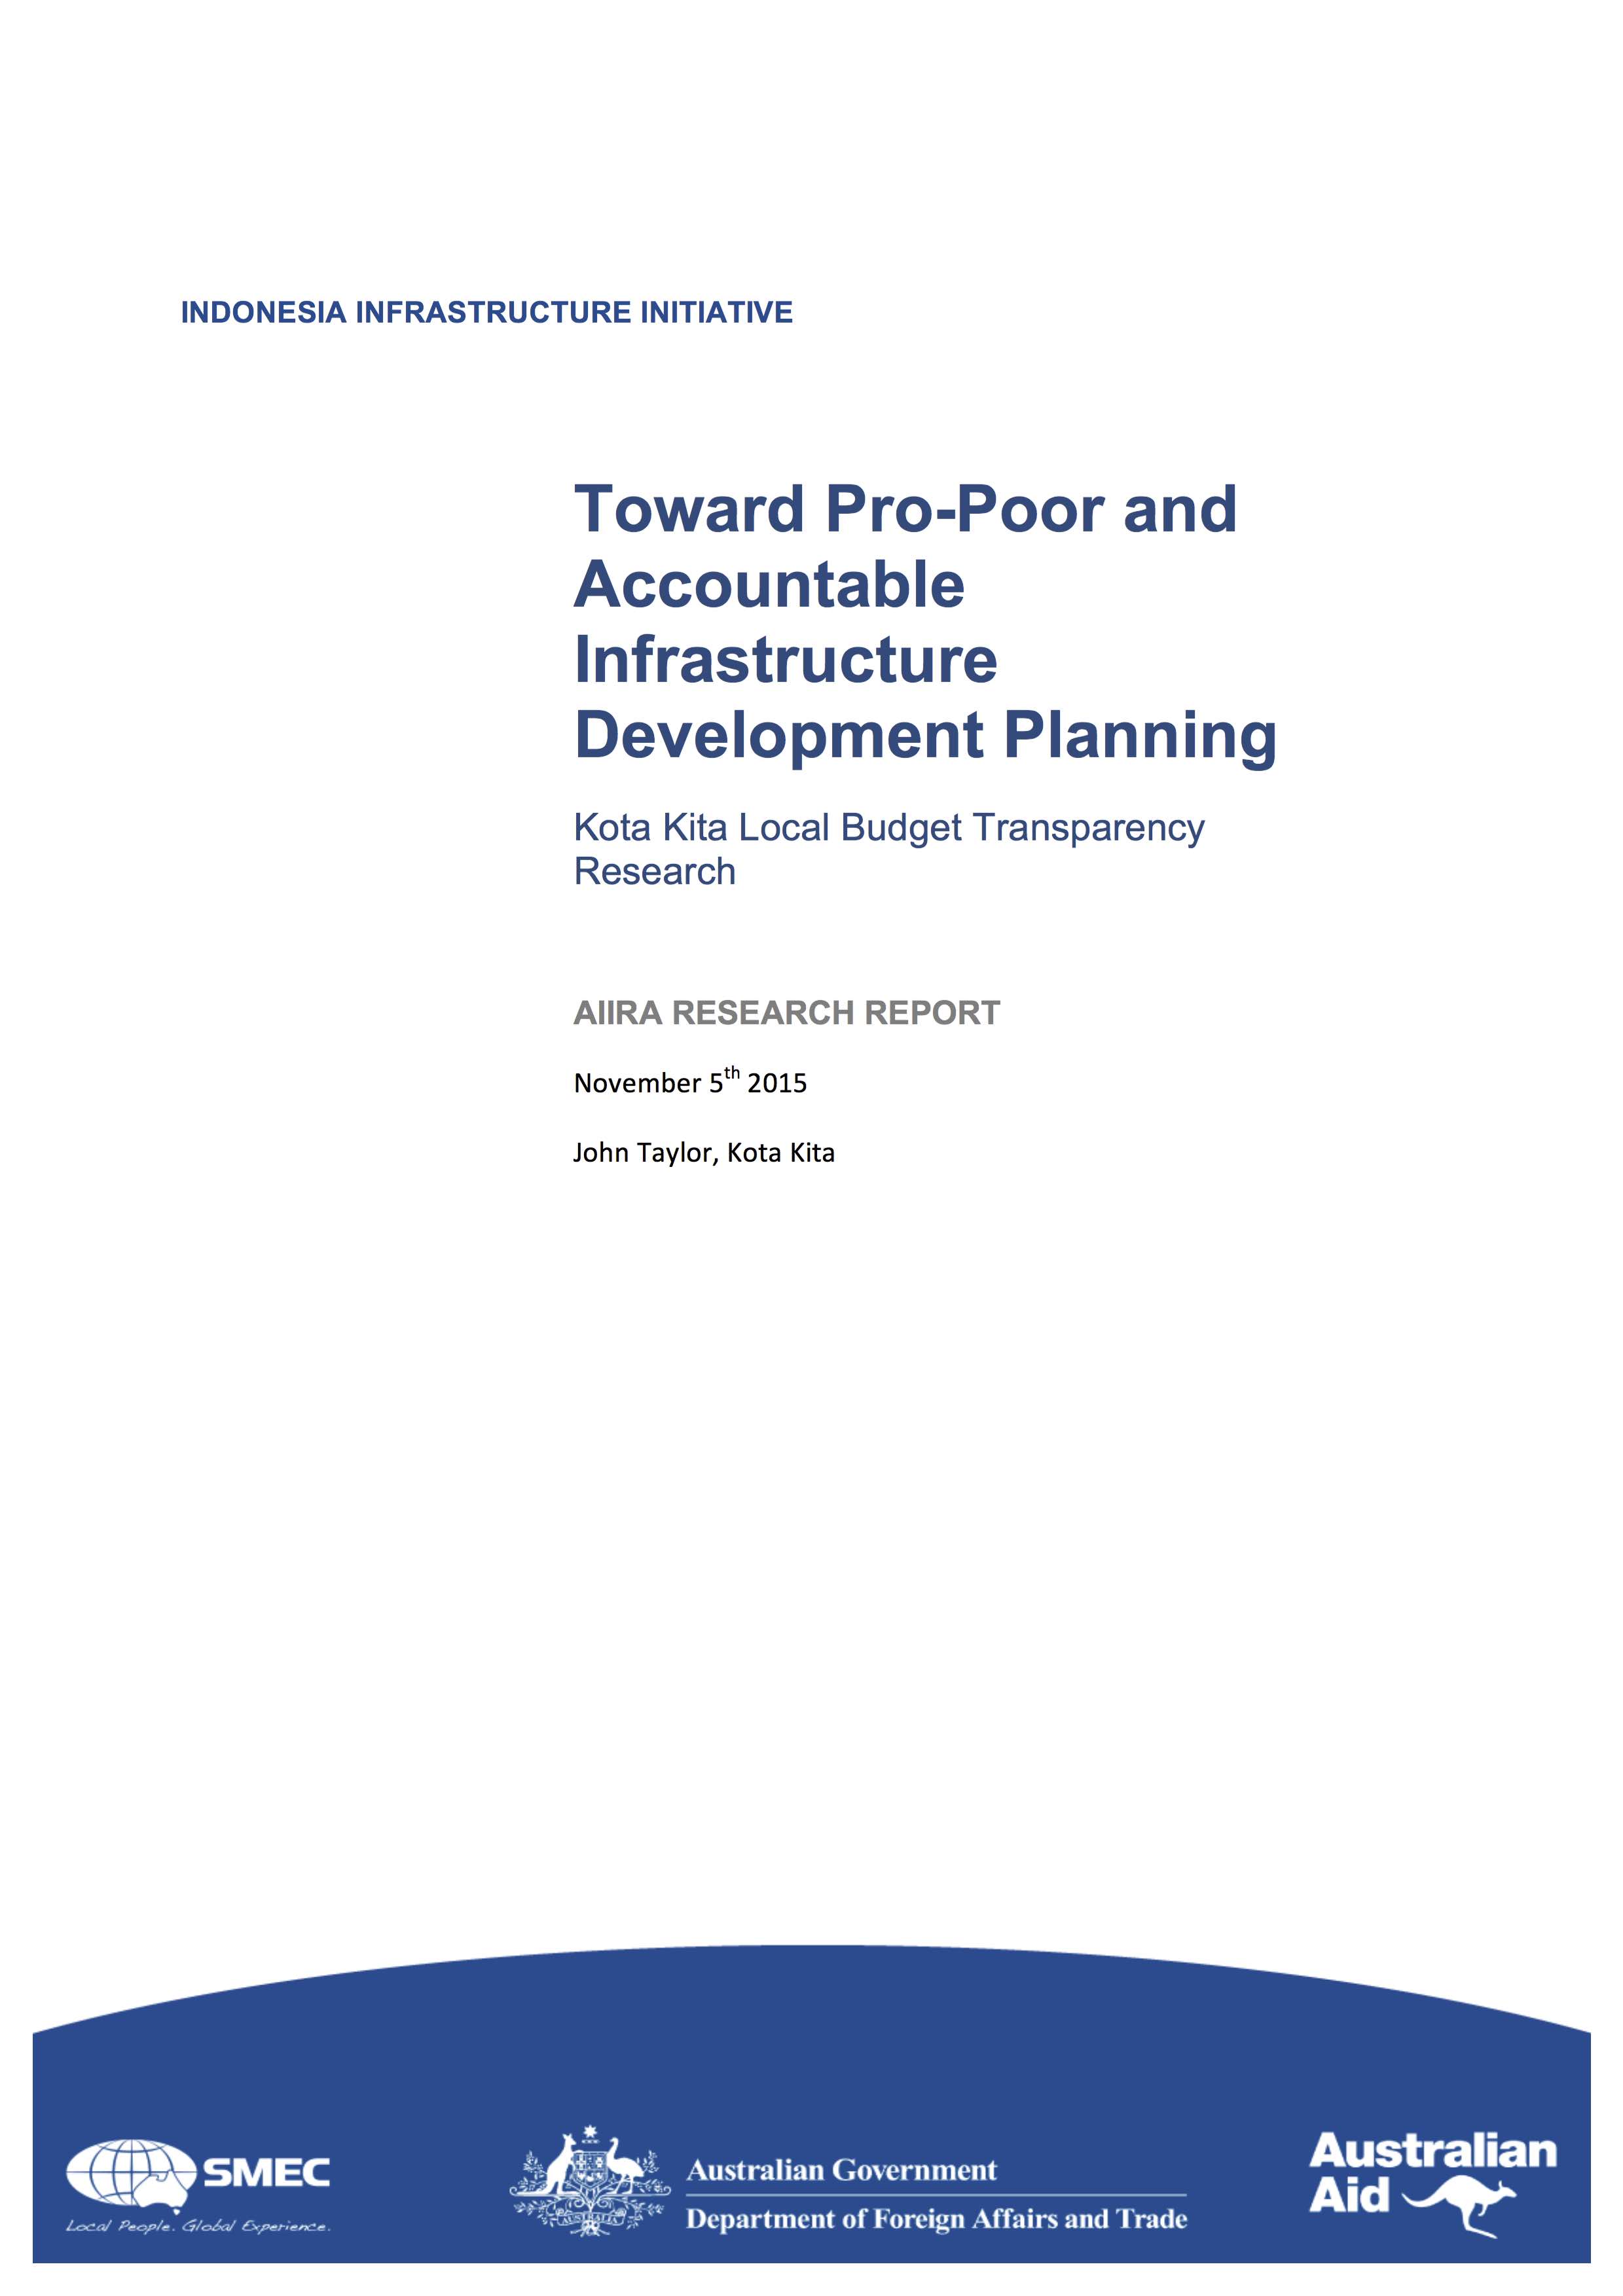 INDONESIA INFRASTRUCTURE INITIATIVE
Toward Pro-Poor and
Accountable
Infrastructure
Development Planning
Kota Kita Local Budget Transparency
Research
AIIRA RESEARCH REPORT
November 5th 2015
John Taylor, Kota Kita
SMEC
Local People. Global Experience.
AUSTRALIA
Australian Government
Department of Foreign Affairs and Trade
Australian
Aid